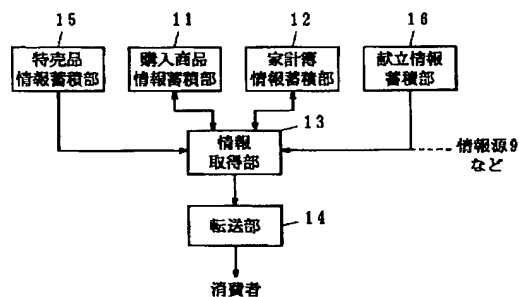 15
11
12
16
特売品
情報蓄積部
購入商品
情報蓄積部
家計簿
情報蓄積部
献立情報
蓄積部
13
情報
取得部
情報源9
など
14
転送部
消費者